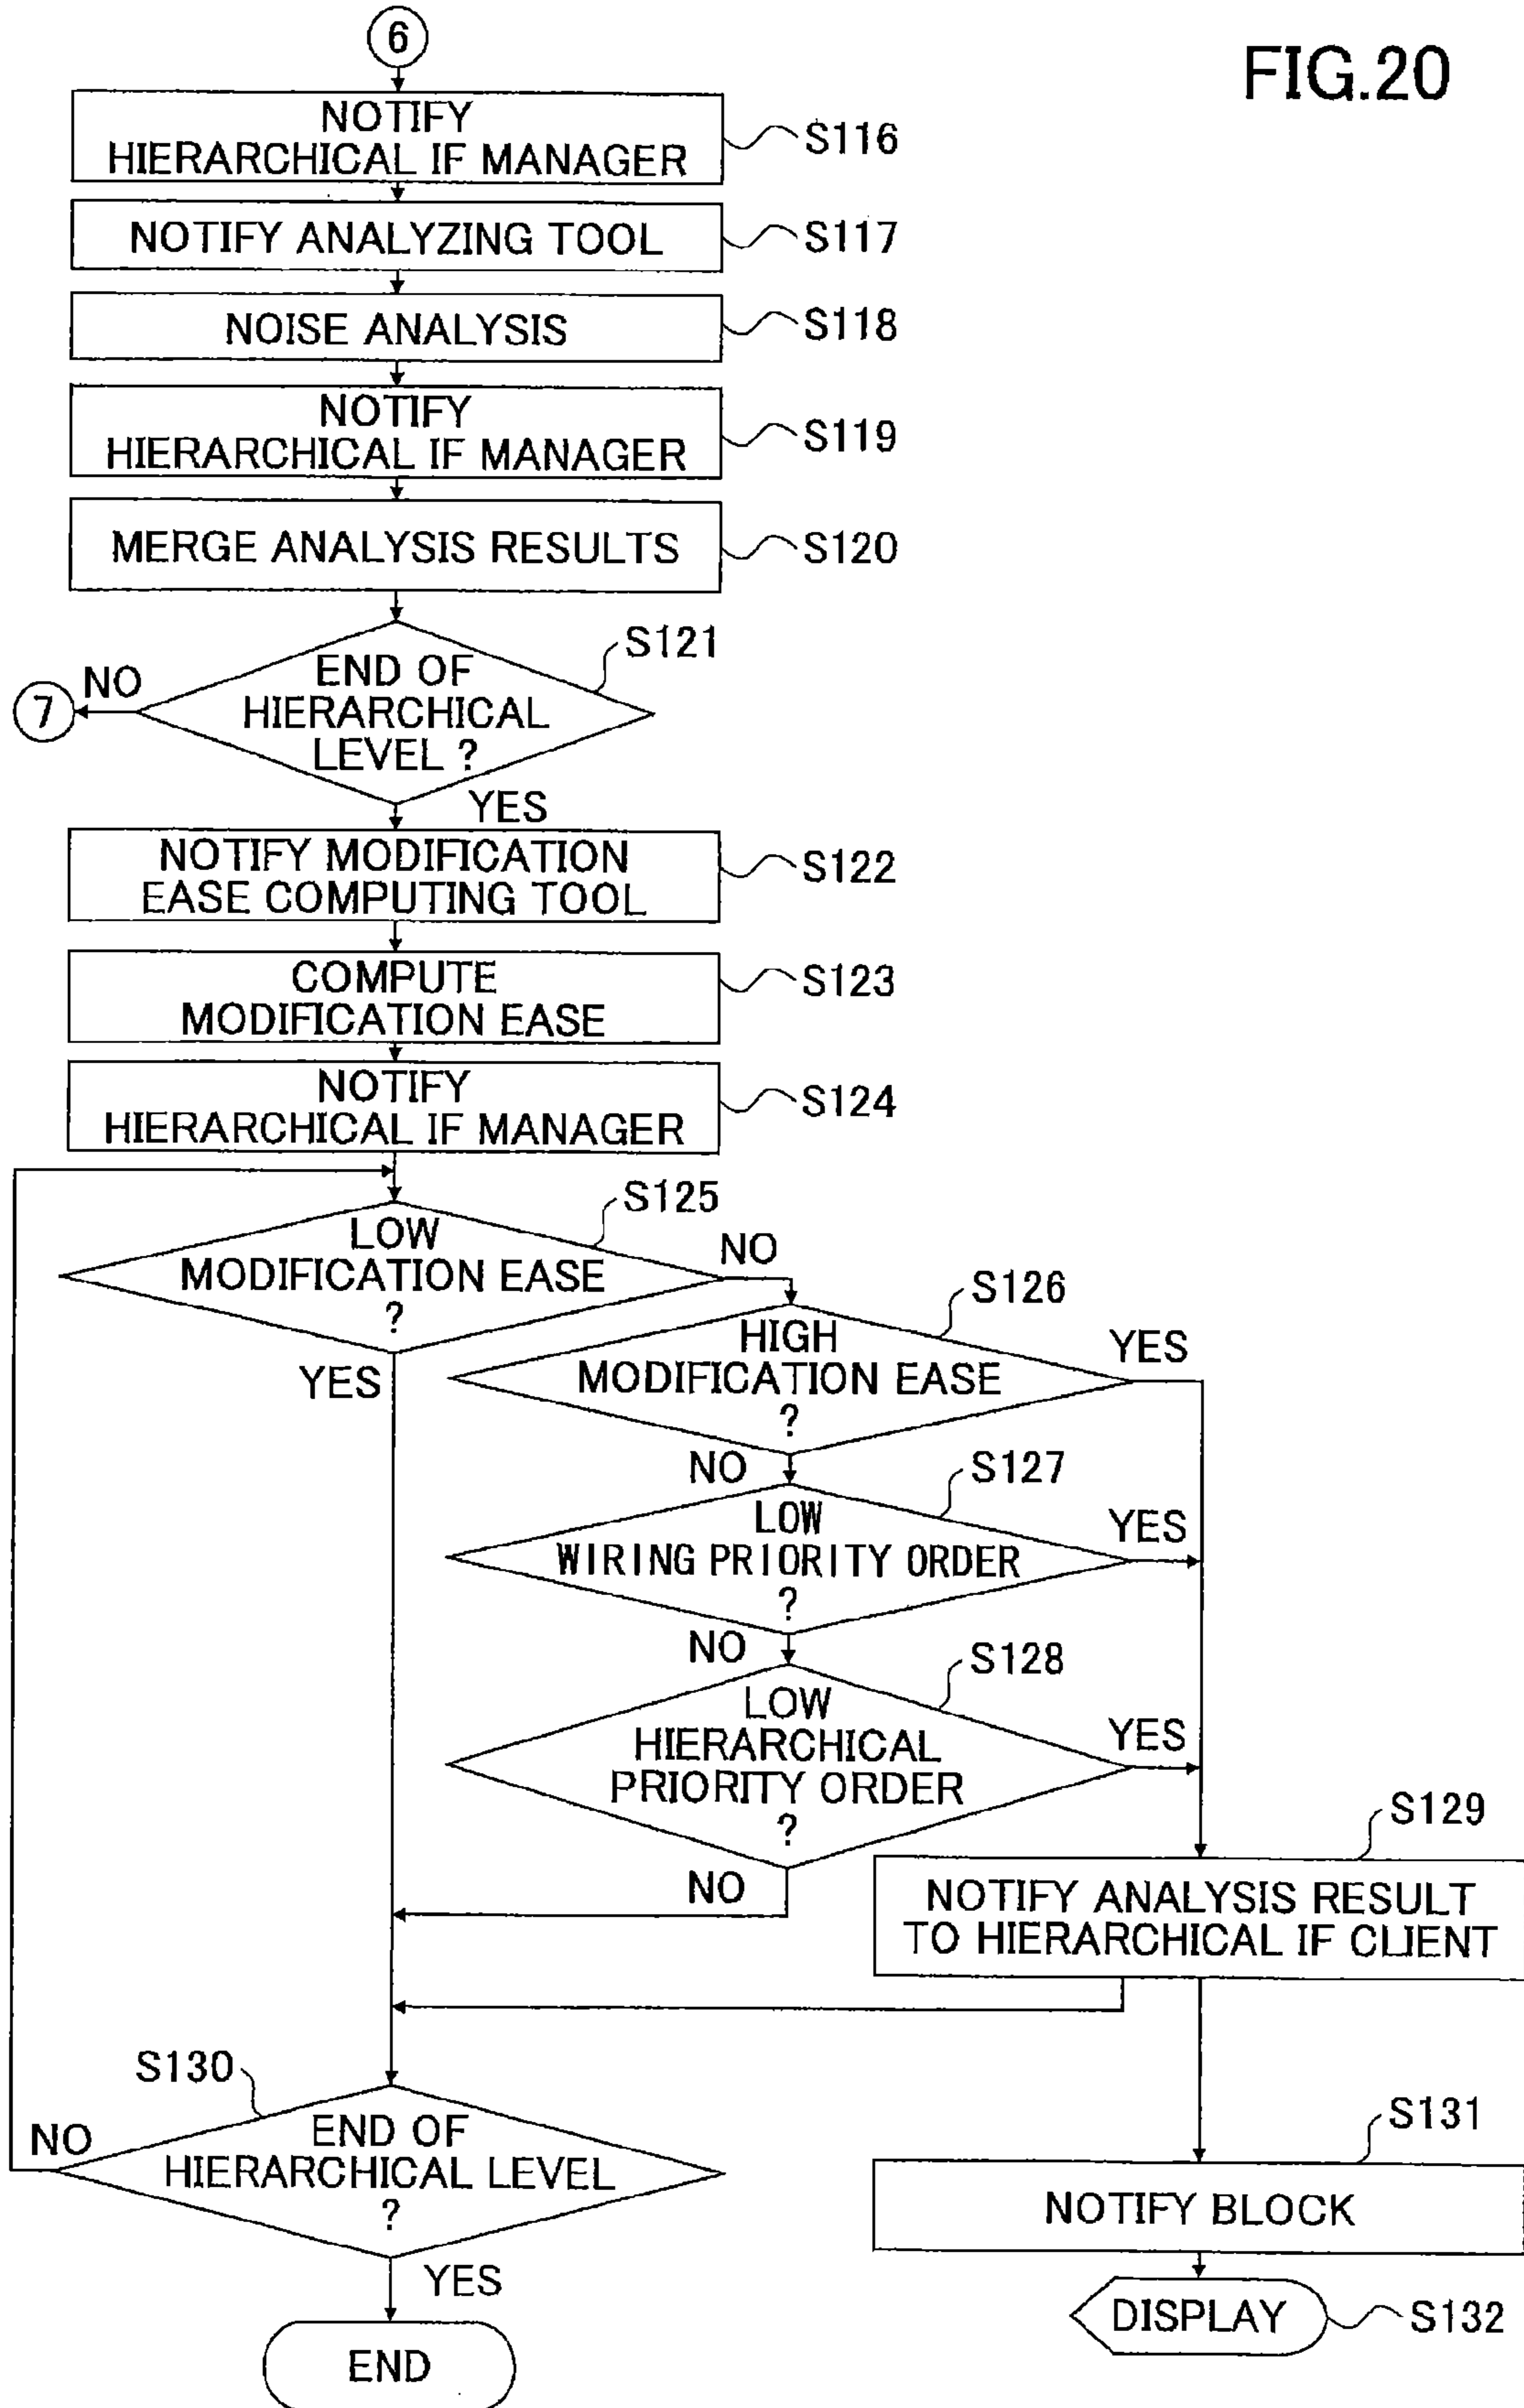 6
FIG.20
NOTIFY
HIERARCHICAL IF MANAGER
S116
NOTIFY ANALYZING TOOL
S117
NOISE ANALYSIS
S118
NOTIFY
HIERARCHICAL IF MANAGER
S119
MERGE ANALYSIS RESULTS
S120
S121
END OF
HIERARCHICAL
LEVEL ?
NO
7
YES
NOTIFY MODIFICATION
EASE COMPUTING TOOL
S122
COMPUTE
MODIFICATION EASE
S123
NOTIFY
HIERARCHICAL IF MANAGER
S124
S125
LOW
MODIFICATION EASE
?
NO
YES
S126
HIGH
MODIFICATION EASE
?
YES
NO
S127
LOW
WIRING PRIORITY ORDER
?
YES
NO
S128
LOW
HIERARCHICAL
PRIORITY ORDER
?
YES
NO
S129
NOTIFY ANALYSIS RESULT
TO HIERARCHICAL IF CLIENT
S130
END OF
HIERARCHICAL LEVEL
?
NO
YES
END
S131
NOTIFY BLOCK
DISPLAY
S132